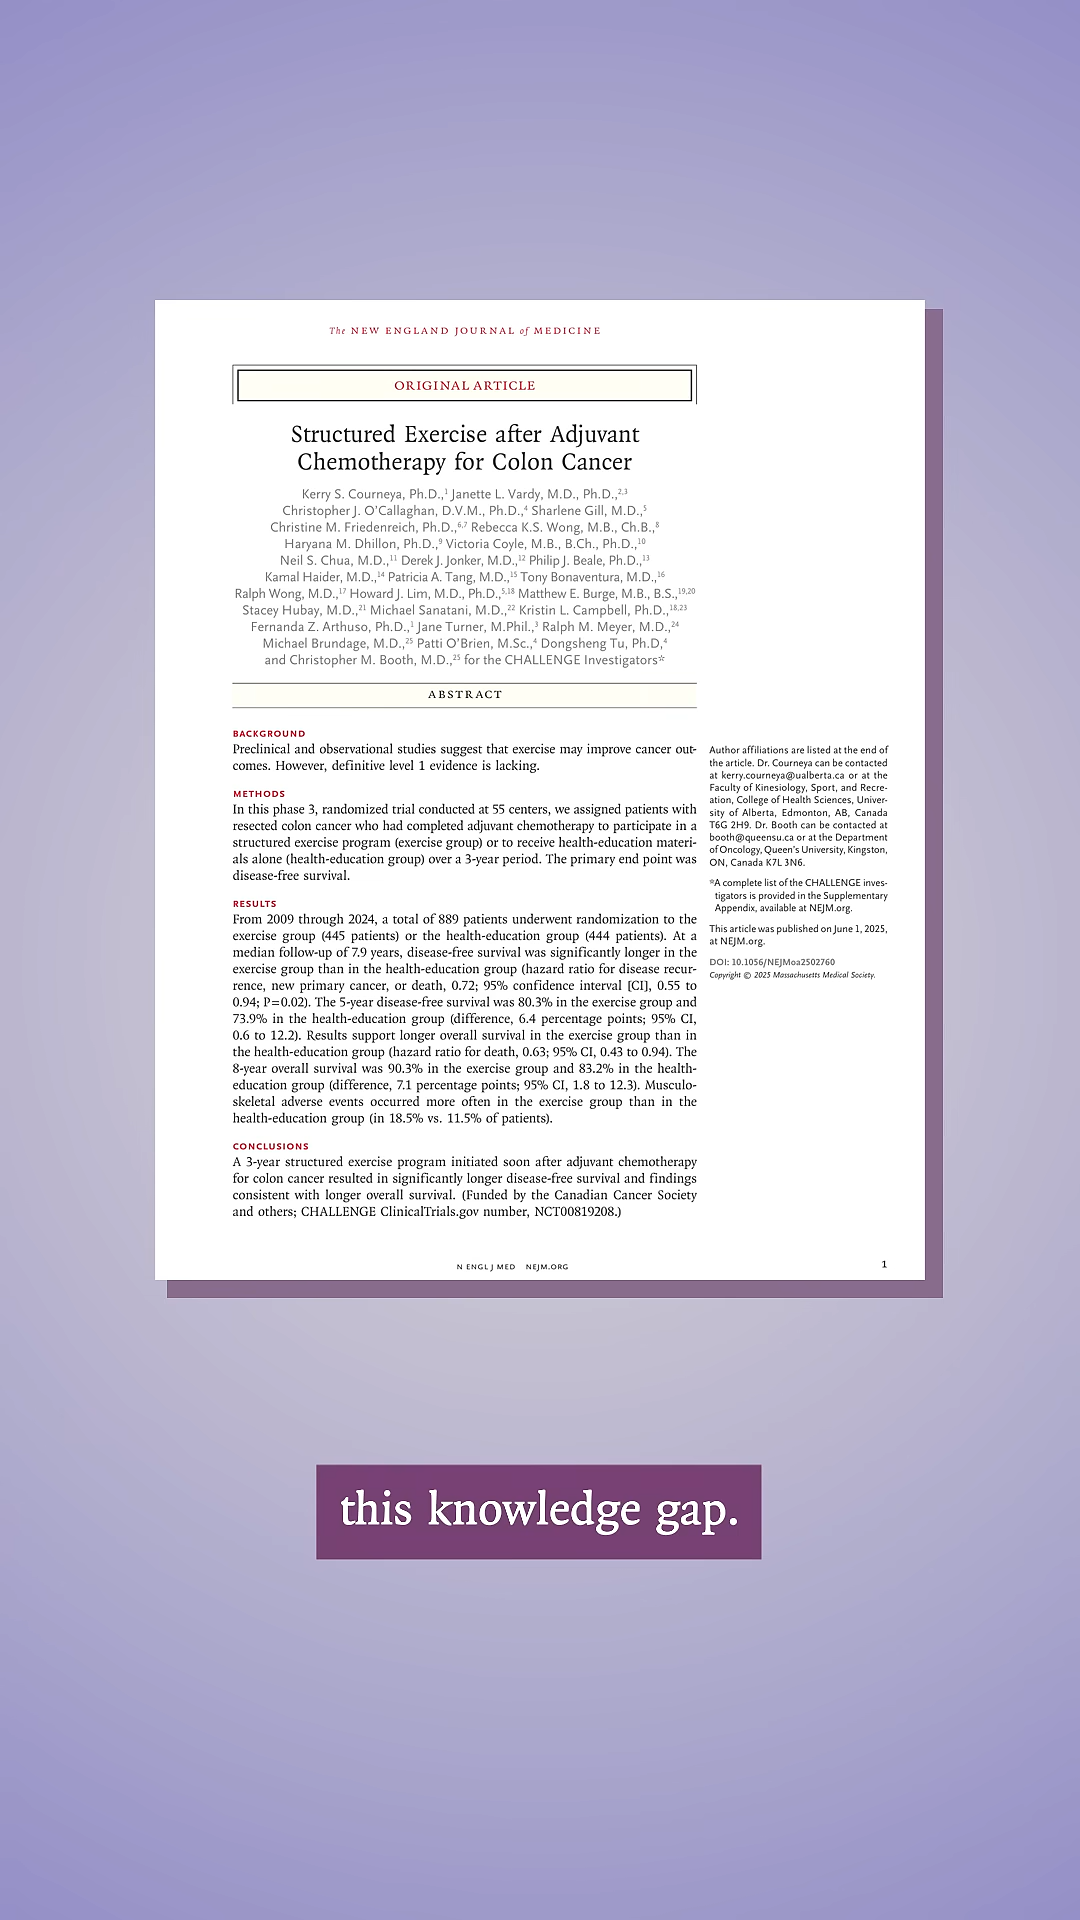 The NEW ENGLAND JOURNAL of MEDICINE
ORIGINAL ARTICLE
Structured Exercise after Adjuvant
Chemotherapy for Colon Cancer
Kerry S. Courneya, Ph.D.,1 Janette L. Vardy, M.D., Ph.D.,2,3
Christopher J. O'Callaghan, D.V.M., Ph.D.,4 Sharlene Gill, M.D.,5
Christine M. Friedenreich, Ph.D.,6,7 Rebecca K.S. Wong, M.B., Ch.B.,8
Haryana M. Dhillon, Ph.D.,9 Victoria Coyle, M.B., B.Ch., Ph.D.,10
Neil S. Chua, M.D.,11 Derek J. Jonker, M.D.,12 Philip J. Beale, Ph.D.,13
Kamal Haider, M.D.,14 Patricia A. Tang, M.D.,15 Tony Bonaventura, M.D.,16
Ralph Wong, M.D.,17 Howard J. Lim, M.D., Ph.D.,5,18 Matthew E. Burge, M.B., B.S.,19,20
Stacey Hubay, M.D.,21 Michael Sanatani, M.D.,22 Kristin L. Campbell, Ph.D.,18,23
Fernanda Z. Arthuso, Ph.D.,1 Jane Turner, M.Phil.,3 Ralph M. Meyer, M.D.,24
Michael Brundage, M.D.,25 Patti O'Brien, M.Sc.,4 Dongsheng Tu, Ph.D,4
and Christopher M. Booth, M.D.,25 for the CHALLENGE Investigators*
ABSTRACT
BACKGROUND
Preclinical and observational studies suggest that exercise may improve cancer out-
comes. However, definitive level 1 evidence is lacking.
METHODS
In this phase 3, randomized trial conducted at 55 centers, we assigned patients with
resected colon cancer who had completed adjuvant chemotherapy to participate in a
structured exercise program (exercise group) or to receive health-education materi-
als alone (health-education group) over a 3-year period. The primary end point was
disease-free survival.
RESULTS
From 2009 through 2024, a total of 889 patients underwent randomization to the
exercise group (445 patients) or the health-education group (444 patients). At a
median follow-up of 7.9 years, disease-free survival was significantly longer in the
exercise group than in the health-education group (hazard ratio for disease recur-
rence, new primary cancer, or death, 0.72; 95% confidence interval [CI], 0.55 to
0.94; P=0.02). The 5-year disease-free survival was 80.3% in the exercise group and
73.9% in the health-education group (difference, 6.4 percentage points; 95% CI,
0.6 to 12.2). Results support longer overall survival in the exercise group than in
the health-education group (hazard ratio for death, 0.63; 95% CI, 0.43 to 0.94). The
8-year overall survival was 90.3% in the exercise group and 83.2% in the health-
education group (difference, 7.1 percentage points; 95% CI, 1.8 to 12.3). Musculo-
skeletal adverse events occurred more often in the exercise group than in the
health-education group (in 18.5% vs. 11.5% of patients).
CONCLUSIONS
A 3-year structured exercise program initiated soon after adjuvant chemotherapy
for colon cancer resulted in significantly longer disease-free survival and findings
consistent with longer overall survival. (Funded by the Canadian Cancer Society
and others; CHALLENGE ClinicalTrials.gov number, NCT00819208.)
Author affiliations are listed at the end of
the article. Dr. Courneya can be contacted
at kerry.courneya@ualberta.ca or at the
Faculty of Kinesiology, Sport, and Recre-
ation, College of Health Sciences, Univer-
sity of Alberta, Edmonton, AB, Canada
T6G 2H9. Dr. Booth can be contacted at
booth@queensu.ca or at the Department
of Oncology, Queen's University, Kingston,
ON, Canada K7L 3N6.
*A complete list of the CHALLENGE inves-
tigators is provided in the Supplementary
Appendix, available at NEJM.org.
This article was published on June 1, 2025,
at NEJM.org.
DOI: 10.1056/NEJMoa2502760
Copyright © 2025 Massachusetts Medical Society.
N ENGL J MED NEJM.ORG
1
this knowledge gap.